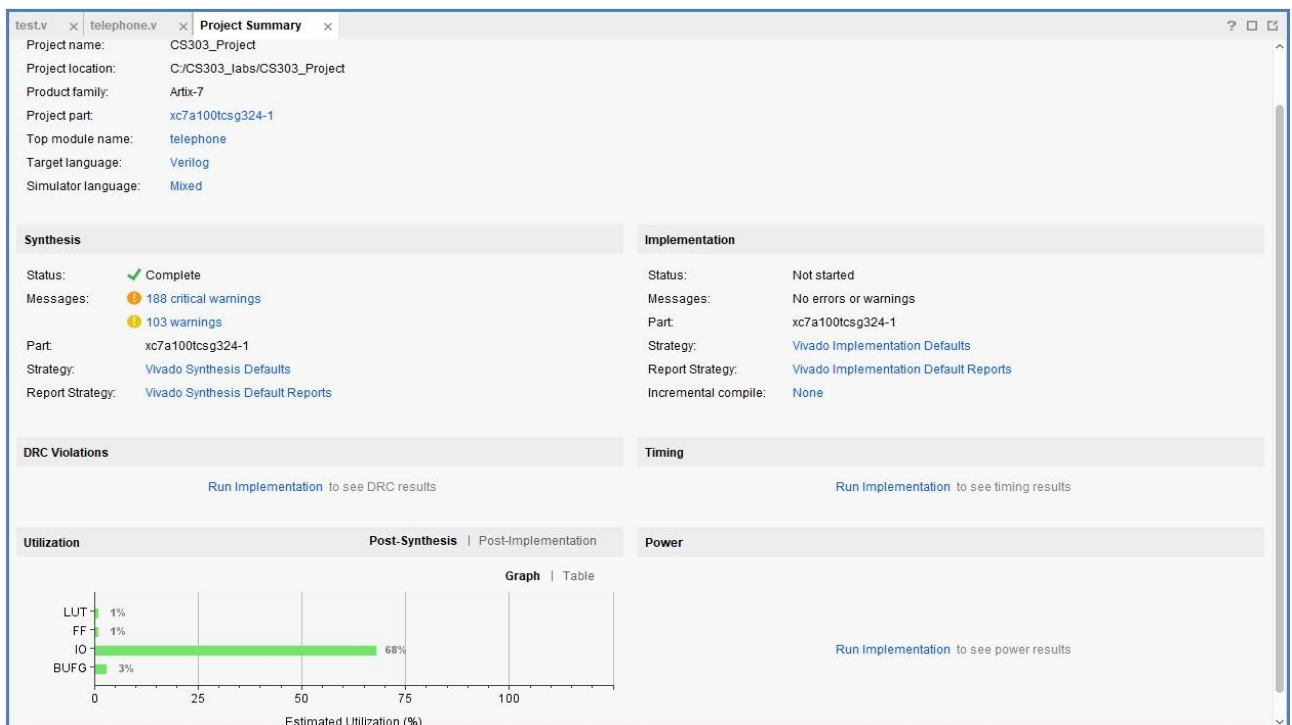 test.v × telephone.v × Project Summary ×
Project name: CS303_Project
Project location: C:/CS303_labs/CS303_Project
Product family: Artix-7
Project part: xc7a100tcsg324-1
Top module name: telephone
Target language: Verilog
Simulator language: Mixed
Synthesis
Status: Complete
Messages: 188 critical warnings
103 warnings
Part: xc7a100tcsg324-1
Strategy: Vivado Synthesis Defaults
Report Strategy: Vivado Synthesis Default Reports
Implementation
Status: Not started
Messages: No errors or warnings
Part: xc7a100tcsg324-1
Strategy: Vivado Implementation Defaults
Report Strategy: Vivado Implementation Default Reports
Incremental compile: None
DRC Violations
Run Implementation to see DRC results
Timing
Run Implementation to see timing results
Utilization Post-Synthesis | Post-Implementation
Graph | Table
LUT 1%
FF 1%
IO 68%
BUFG 3%
0 25 50 75 100
Estimated Utilization (%)
Power
Run Implementation to see power results